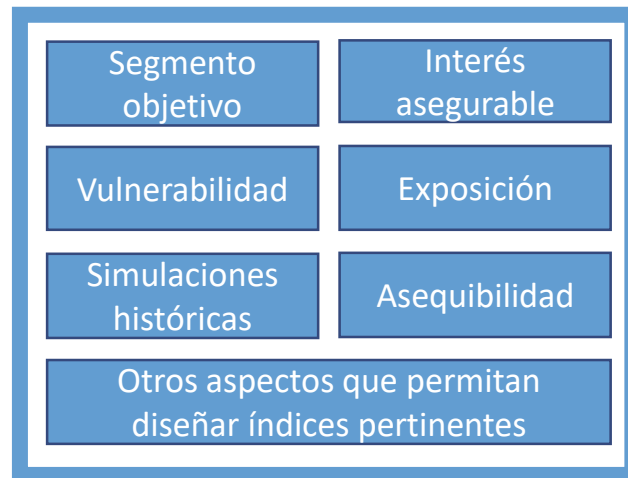 Segmento
objetivo
Interés
asegurable
Vulnerabilidad
Exposición
Simulaciones
históricas
Asequibilidad
Otros aspectos que permitan
diseñar índices pertinentes